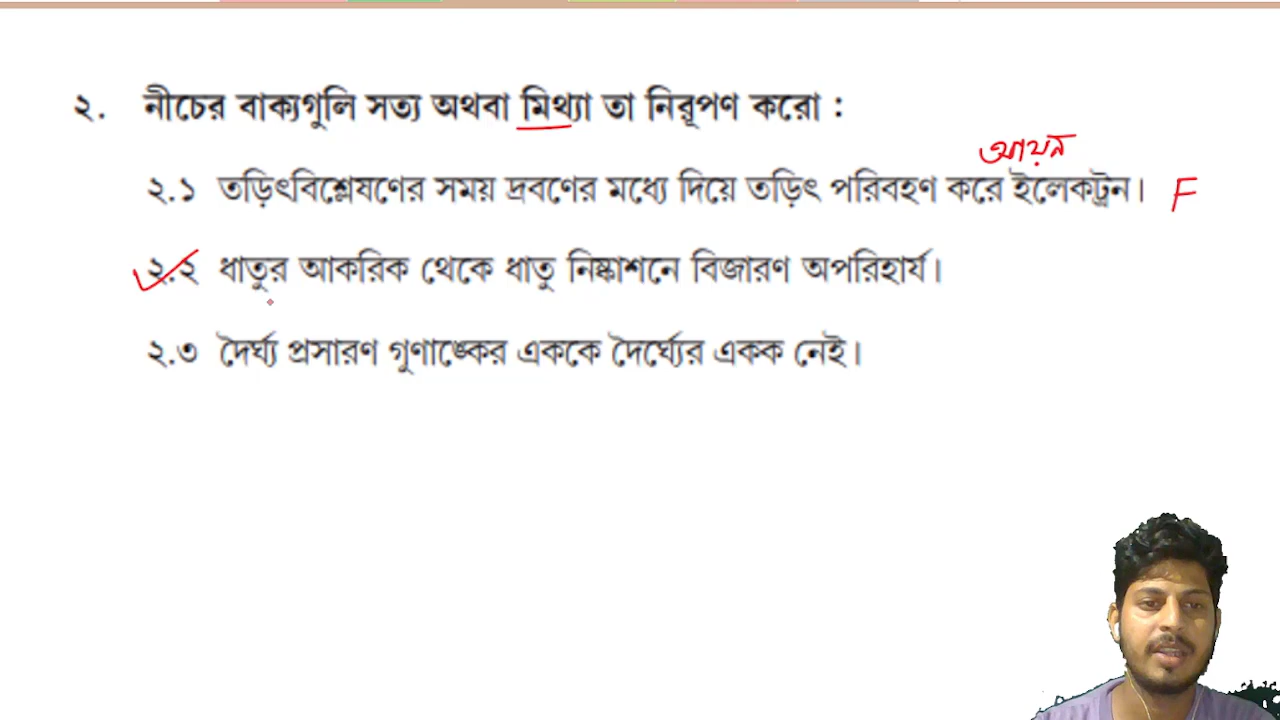 ২. নীচের বাক্যগুলি সত্য অথবা মিথ্যা তা নিরূপণ করো :
আয়ন
২.১ তড়িৎবিশ্লেষণের সময় দ্রবণের মধ্যে দিয়ে তড়িৎ পরিবহণ করে ইলেকট্রন। F
২.২ ধাতুর আকরিক থেকে ধাতু নিষ্কাশনে বিজারণ অপরিহার্য।
২.৩ দৈর্ঘ্য প্রসারণ গুণাঙ্কের এককে দৈর্ঘ্যের একক নেই।